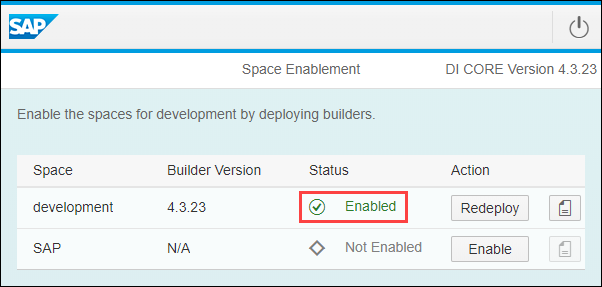 SAP
Space Enablement DI CORE Version 4.3.23
Enable the spaces for development by deploying builders.
Space Builder Version Status Action
development 4.3.23 Enabled Redeploy
SAP N/A Not Enabled Enable